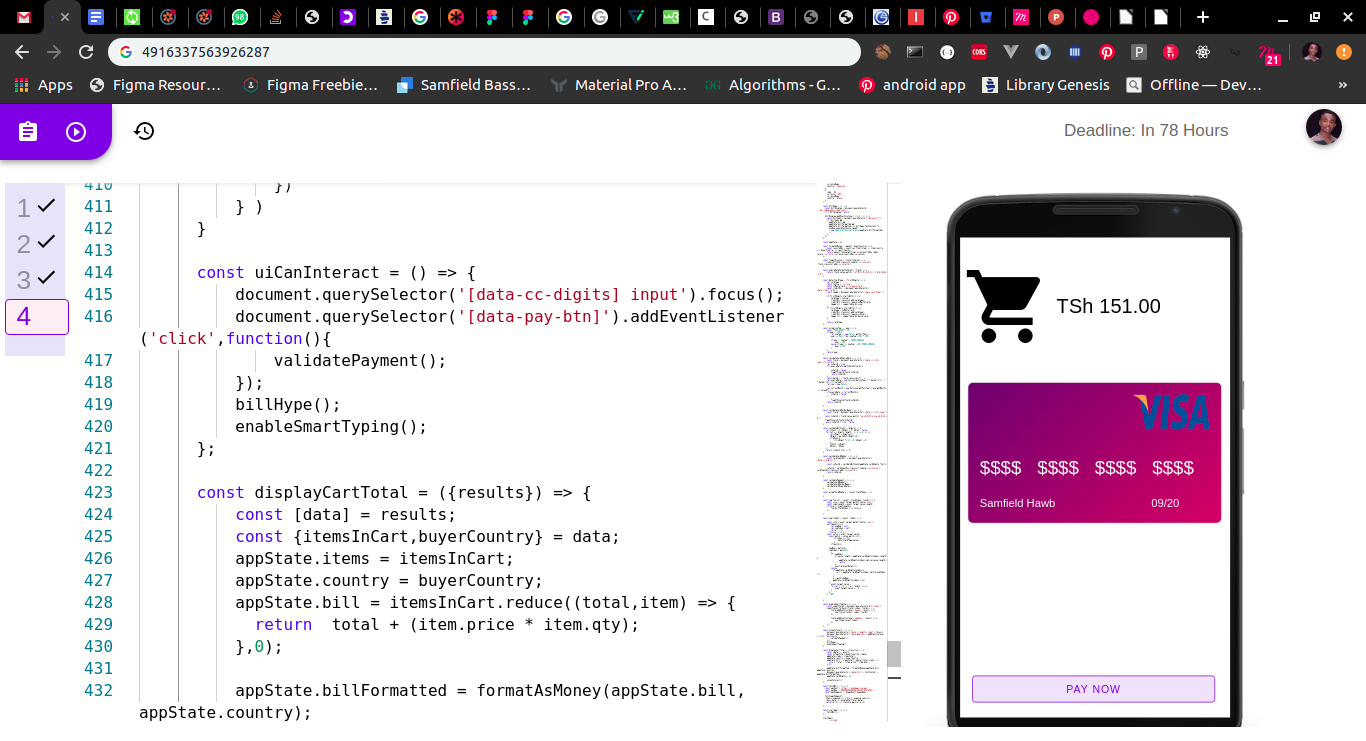 98
4916337563926287
CORS
P
21
Apps
Figma Resour...
Figma Freebie...
Samfield Bass...
Material Pro A...
Algorithms - G...
android app
Library Genesis
Offline — Dev...
»
Deadline: In 78 Hours
1
2
3
4
410 })
411 } )
412 }
413
414 const uiCanInteract = () => {
415 document.querySelector('[data-cc-digits] input').focus();
416 document.querySelector('[data-pay-btn]').addEventListener
('click',function(){
417 validatePayment();
418 });
419 billHype();
420 enableSmartTyping();
421 };
422
423 const displayCartTotal = ({results}) => {
424 const [data] = results;
425 const {itemsInCart,buyerCountry} = data;
426 appState.items = itemsInCart;
427 appState.country = buyerCountry;
428 appState.bill = itemsInCart.reduce((total,item) => {
429 return  total + (item.price * item.qty);
430 },0);
431
432 appState.billFormatted = formatAsMoney(appState.bill,
appState.country);
TSh 151.00
VISA
$$$$ $$$$ $$$$ $$$$
Samfield Hawb 09/20
PAY NOW